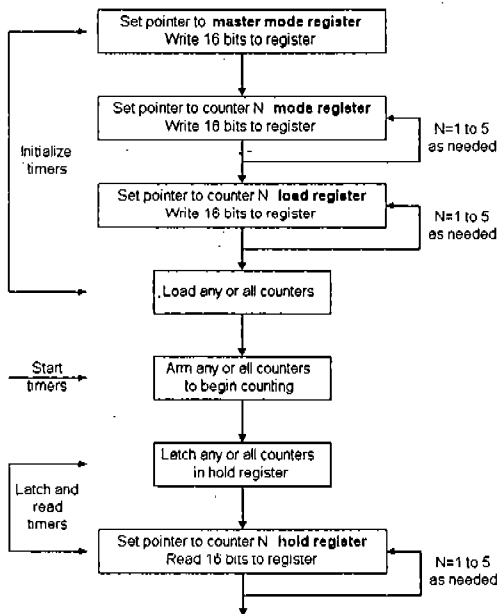 Set pointer to master mode register
Write 16 bits to register
Set pointer to counter N mode register
Write 16 bits to register
N=1 to 5
as needed
Initialize
timers
Set pointer to counter N load register
Write 16 bits to register
N=1 to 5
as needed
Load any or all counters
Start
timers
Arm any or all counters
to begin counting
Latch any or all counters
in hold register
Latch and
read
timers
Set pointer to counter N hold register
Read 16 bits to register
N=1 to 5
as needed